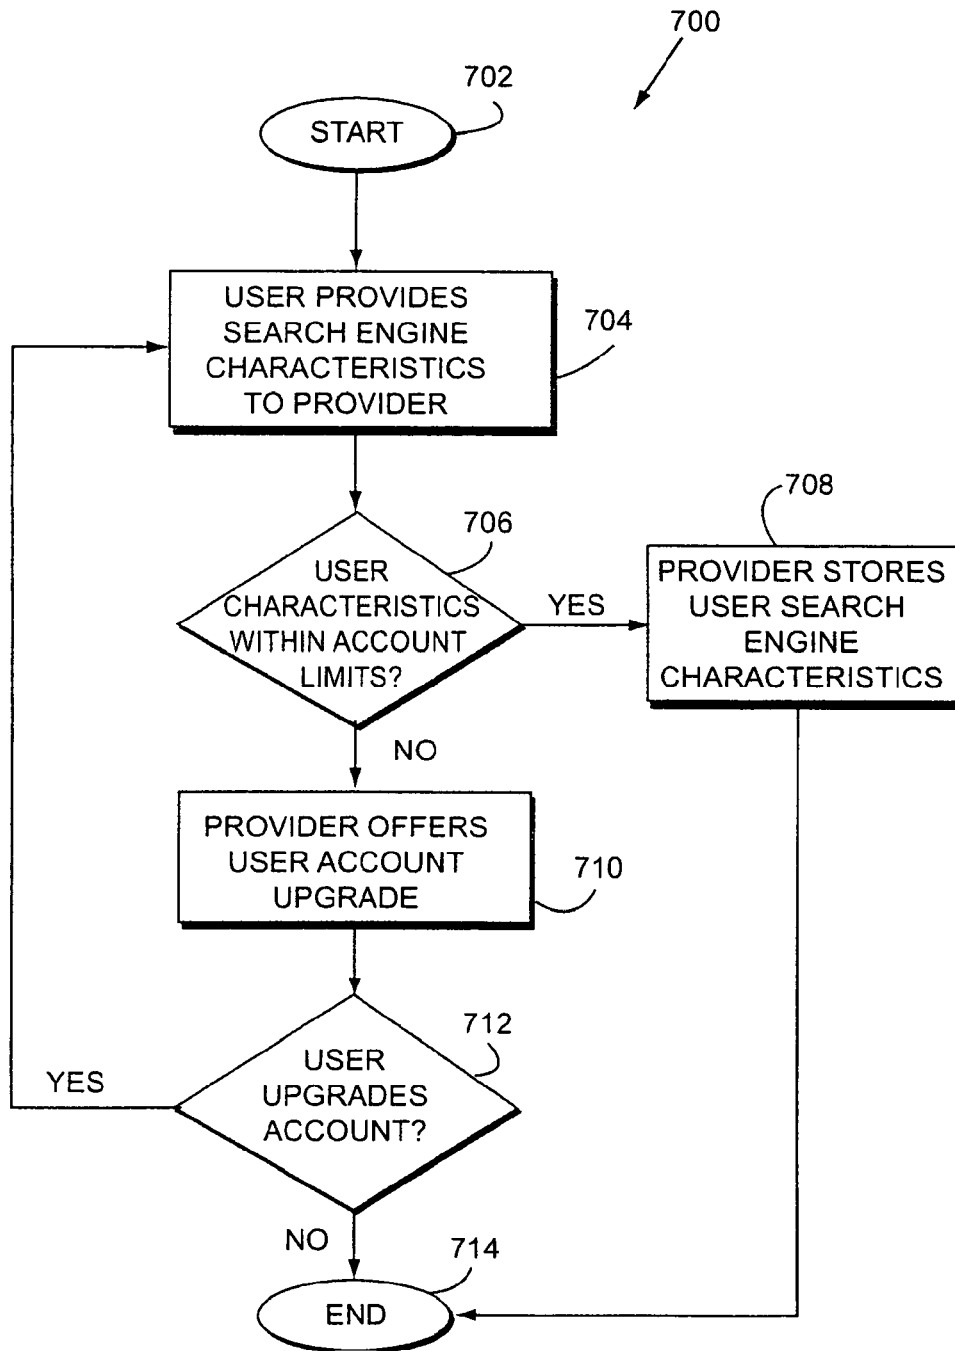 700
702
START
USER PROVIDES
SEARCH ENGINE
CHARACTERISTICS
TO PROVIDER
704
706
USER
CHARACTERISTICS
WITHIN ACCOUNT
LIMITS?
YES
708
PROVIDER STORES
USER SEARCH
ENGINE
CHARACTERISTICS
NO
PROVIDER OFFERS
USER ACCOUNT
UPGRADE
710
712
USER
UPGRADES
ACCOUNT?
YES
NO
714
END